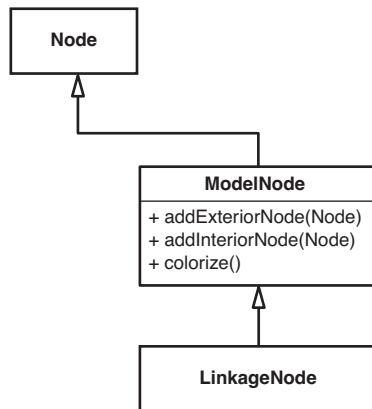 Node
ModelNode
+ addExteriorNode(Node)
+ addInteriorNode(Node)
+ colorize()
LinkageNode